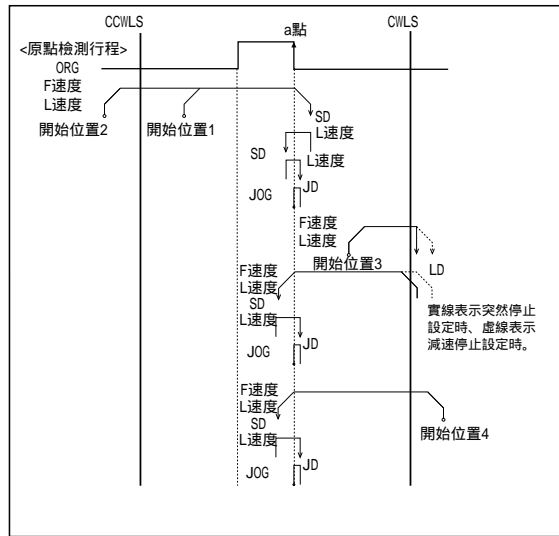 CCWLS
CWLS
a點
<原點檢測行程>
ORG
F速度
L速度
開始位置2
開始位置1
SD
L速度
SD
L速度
JOG
JD
F速度
L速度
開始位置3
LD
F速度
L速度
SD
L速度
JOG
JD
實線表示突然停止
設定時、虛線表示
減速停止設定時。
F速度
L速度
SD
L速度
開始位置4
JOG
JD